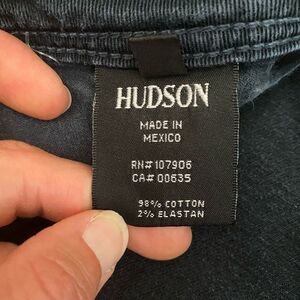 HUDSON
MADE IN
MEXICO
RN# 107906
CA# 00635
98% COTTON
2% ELASTAN